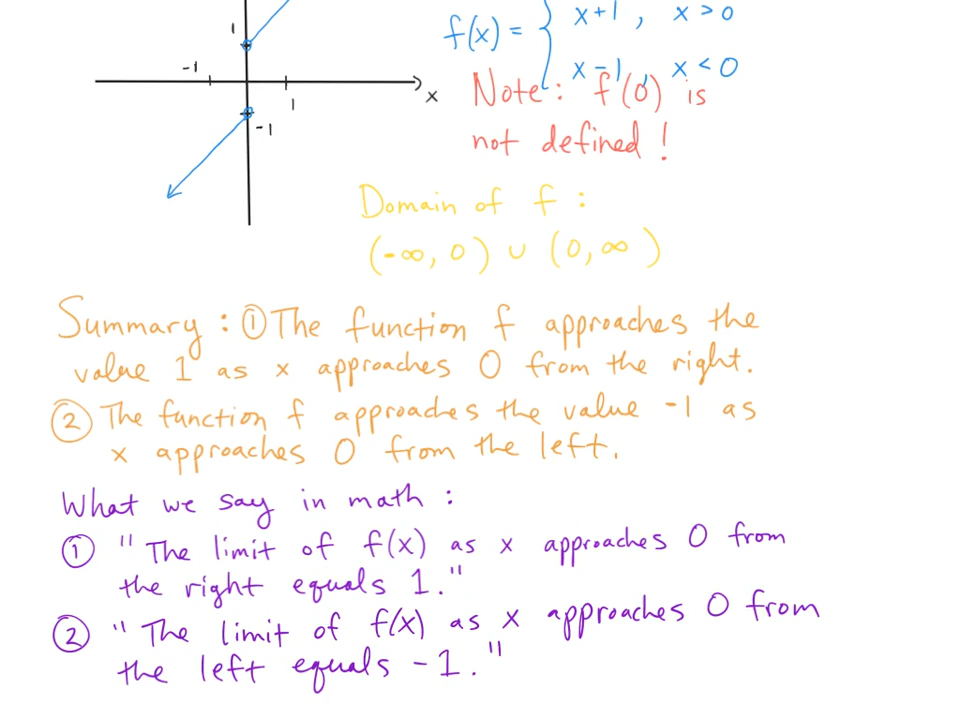 1
f(x) = { x+1 , x > 0
x - 1 , x < 0
-1
x
1
-1
Note: f(0) is
not defined !
Domain of f :
(-∞, 0) ∪ (0, ∞)
Summary : ① The function f approaches the
value 1 as x approaches 0 from the right.
② The function f approaches the value -1 as
x approaches 0 from the left.
What we say in math :
① "The limit of f(x) as x approaches 0 from
the right equals 1."
② "The limit of f(x) as x approaches 0 from
the left equals -1."